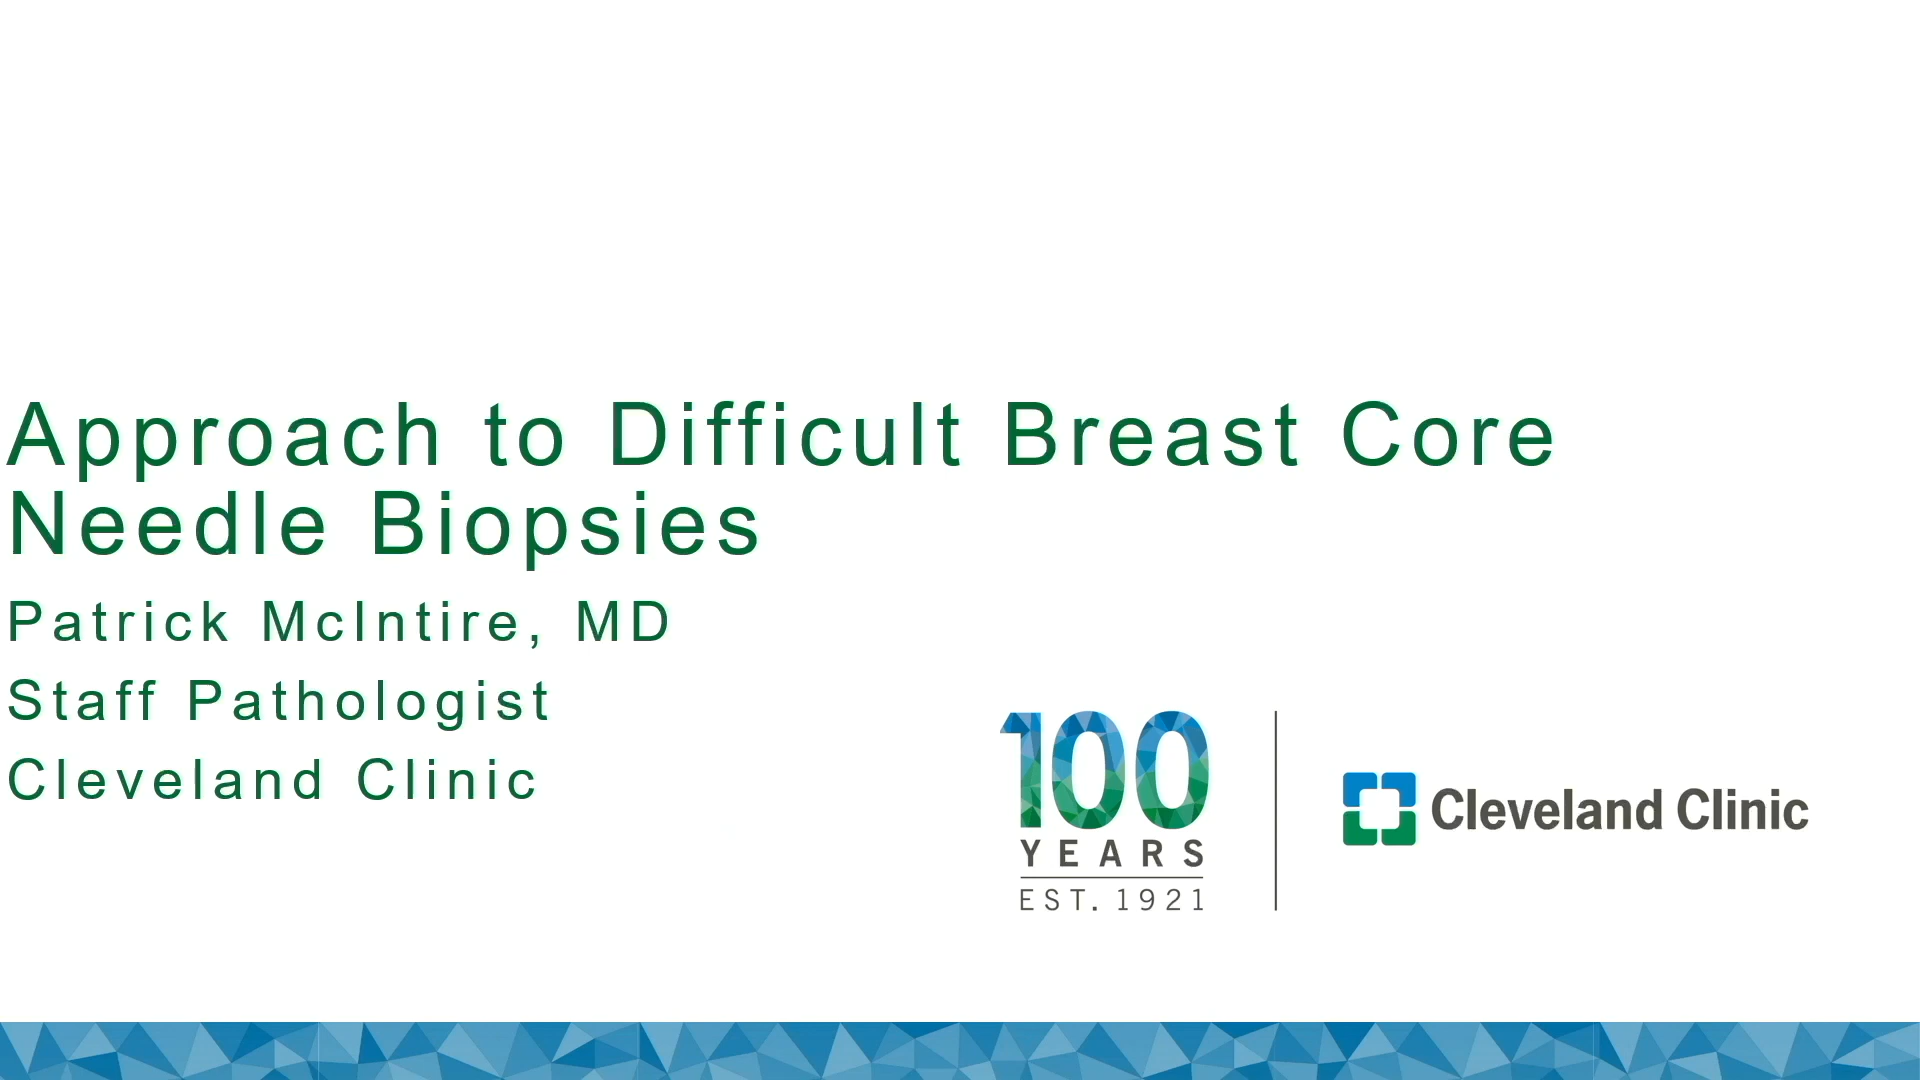 Approach to Difficult Breast Core
Needle Biopsies
Patrick McIntire, MD
Staff Pathologist
Cleveland Clinic
100
YEARS
EST. 1921
Cleveland Clinic